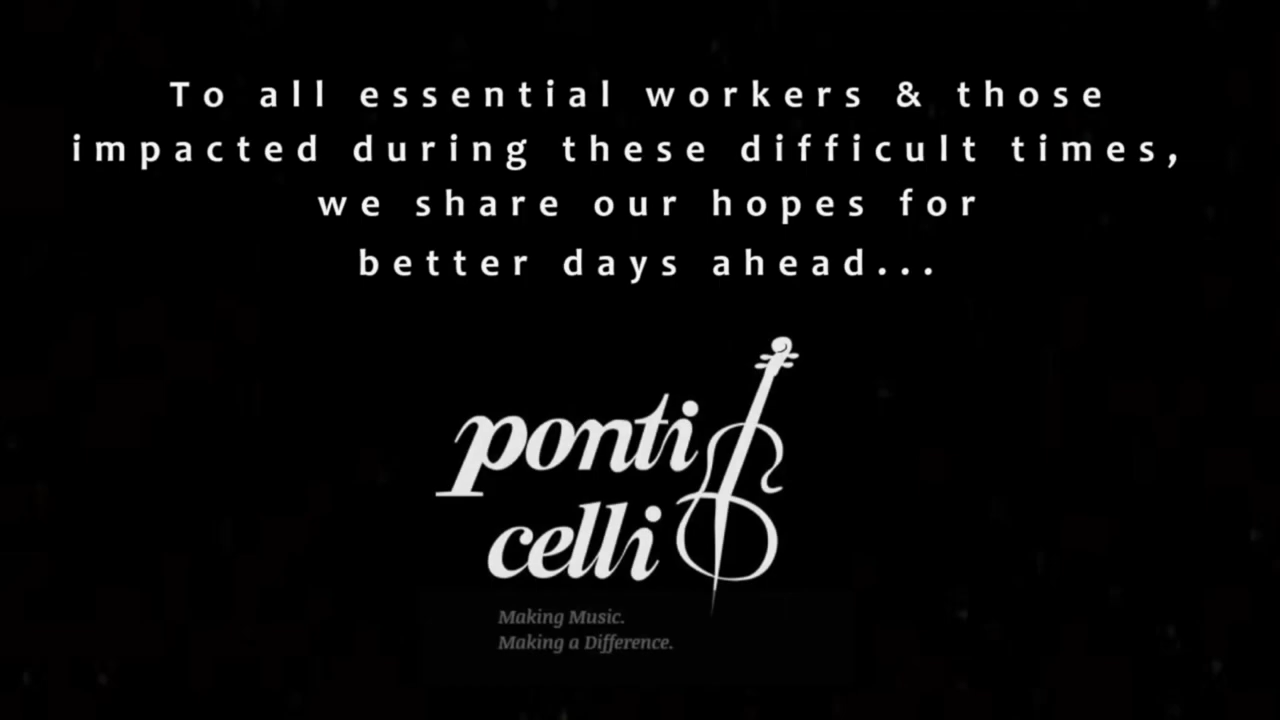 To all essential workers & those
impacted during these difficult times,
we share our hopes for
better days ahead...
ponti
celli
Making Music.
Making a Difference.